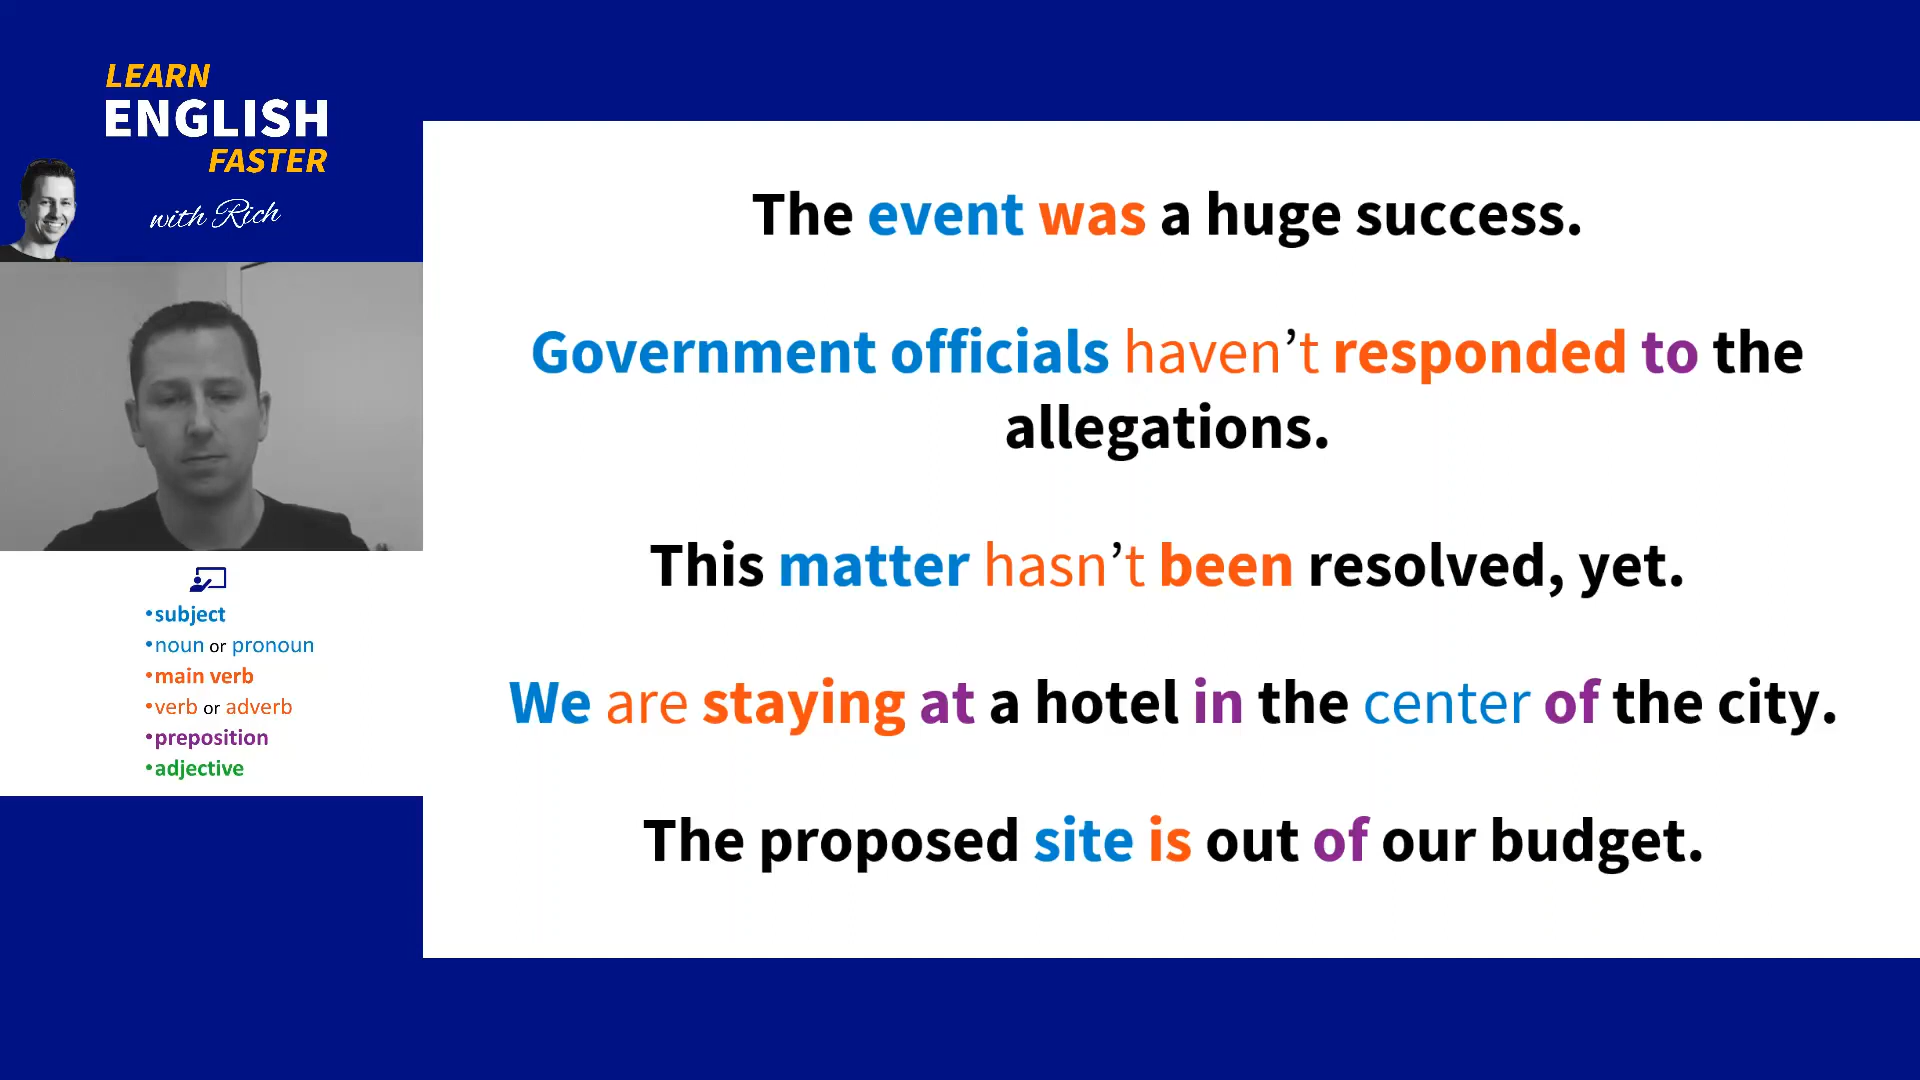 LEARN
ENGLISH
FASTER
with Rich
•subject
•noun or pronoun
•main verb
•verb or adverb
•preposition
•adjective
The event was a huge success.
Government officials haven’t responded to the
allegations.
This matter hasn’t been resolved, yet.
We are staying at a hotel in the center of the city.
The proposed site is out of our budget.